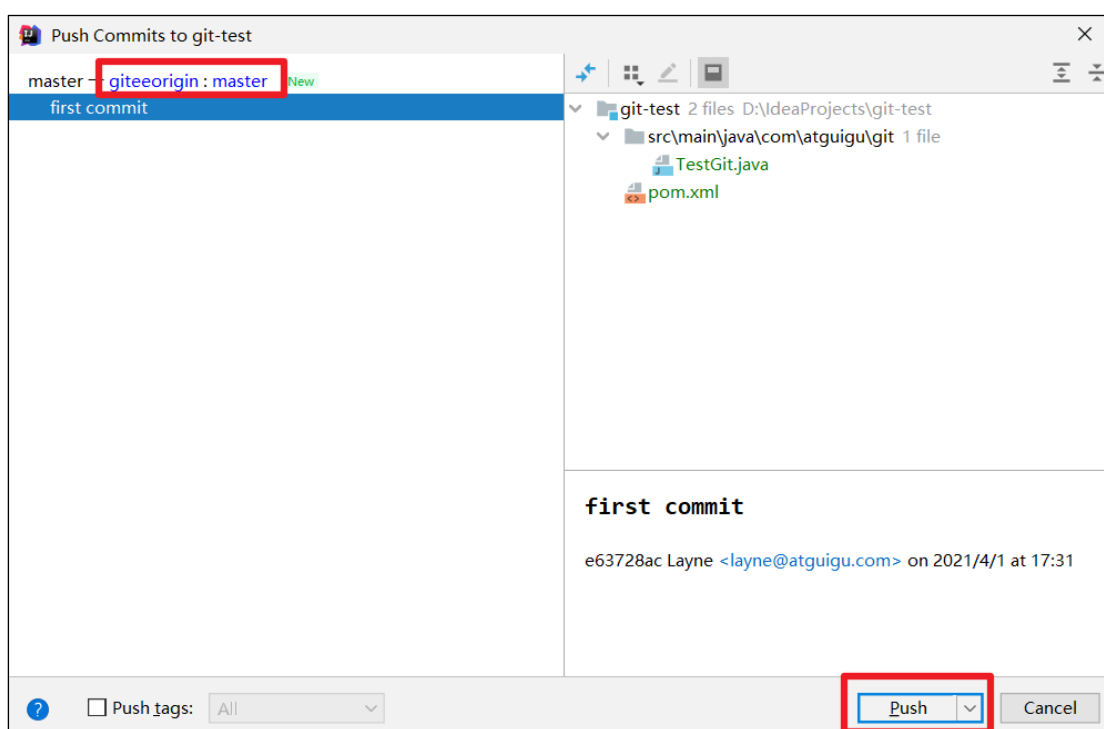 Push Commits to git-test
master → giteeorigin : master New
first commit
git-test 2 files D:\IdeaProjects\git-test
src\main\java\com\atguigu\git 1 file
TestGit.java
pom.xml
first commit
e63728ac Layne <layne@atguigu.com> on 2021/4/1 at 17:31
? Push tags: All
Push
Cancel